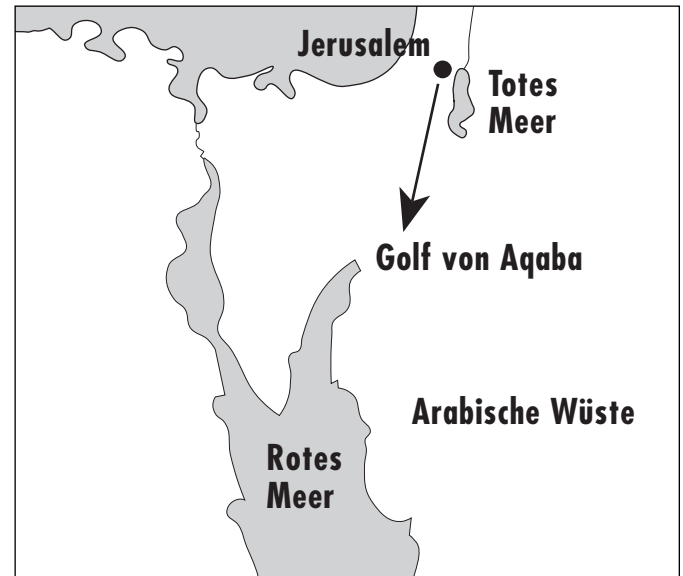 Jerusalem
Totes
Meer
Golf von Aqaba
Arabische Wüste
Rotes
Meer